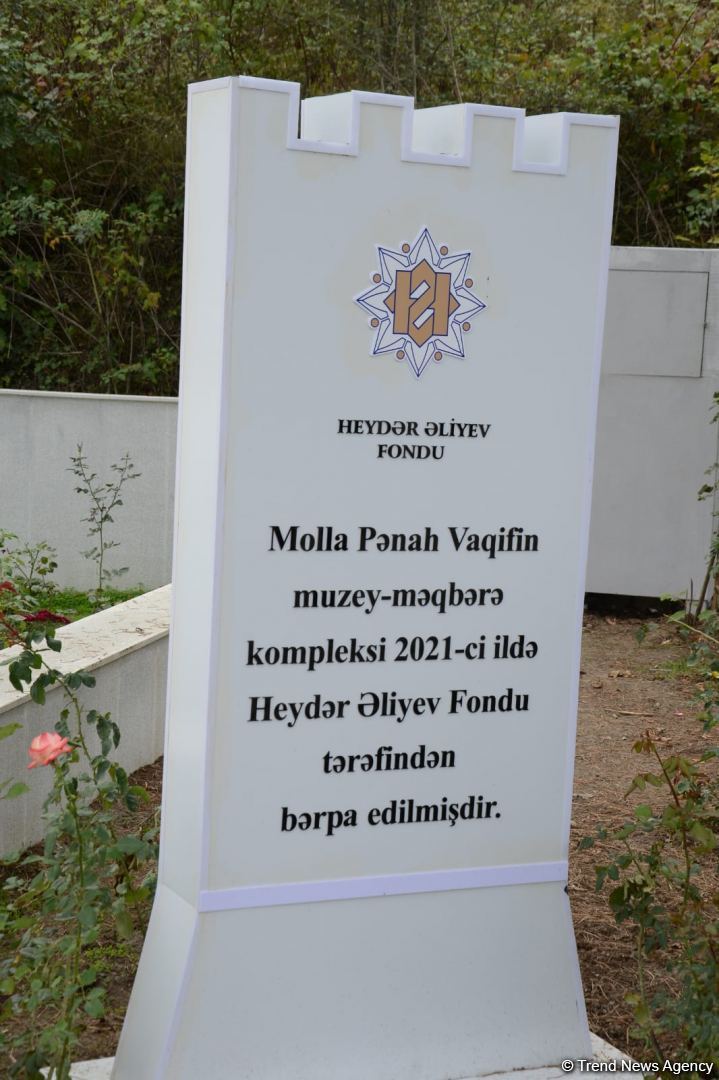 HEYDƏR ƏLİYEV
FONDU
Molla Pənah Vaqifin
muzey-məqbərə
kompleksi 2021-ci ildə
Heydər Əliyev Fondu
tərəfindən
bərpa edilmişdir.
© Trend News Agency